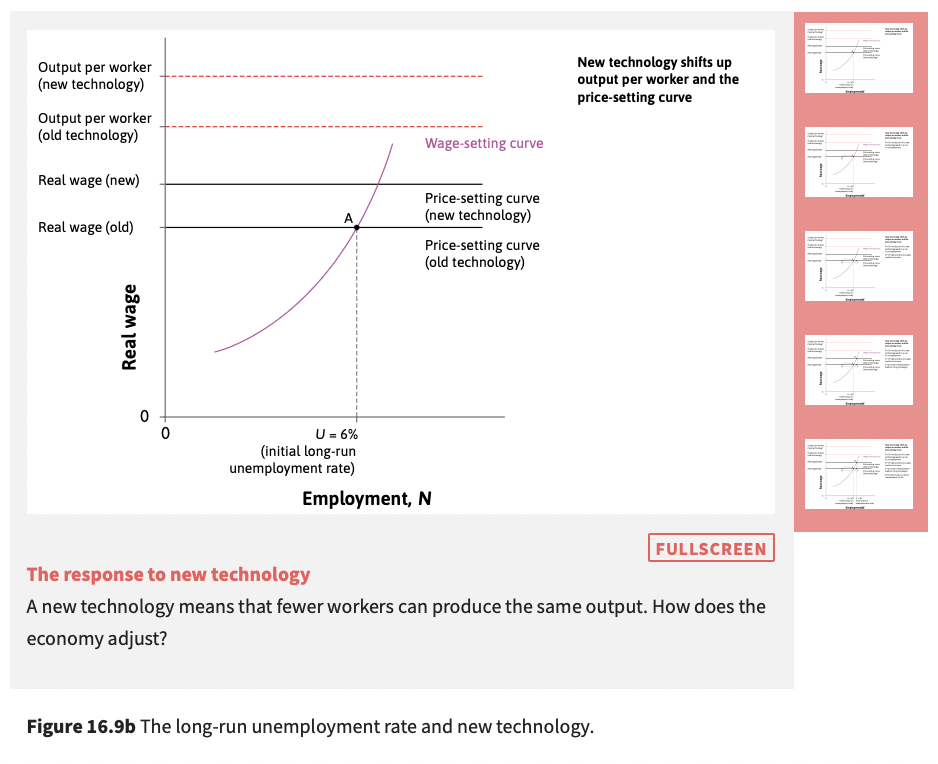 Output per worker
(new technology)
Output per worker
(old technology)
Real wage (new)
Real wage (old)
Real wage
New technology shifts up
output per worker and the
price-setting curve
Wage-setting curve
Price-setting curve
(new technology)
A
Price-setting curve
(old technology)
0
0
U = 6%
(initial long-run
unemployment rate)
Employment, N
FULLSCREEN
The response to new technology
A new technology means that fewer workers can produce the same output. How does the
economy adjust?
Figure 16.9b The long-run unemployment rate and new technology.